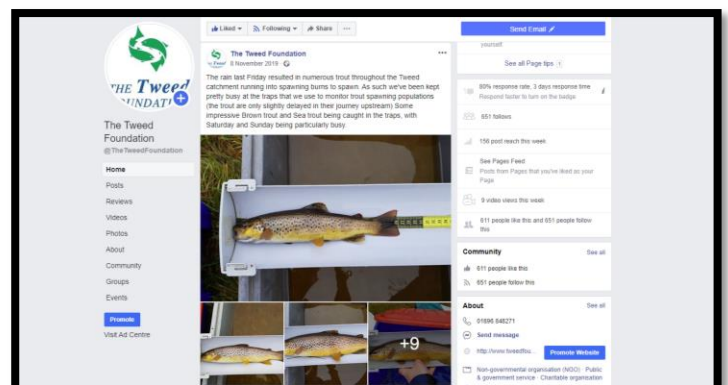 THE Tweed
FOUNDATI
The Tweed
Foundation
@TheTweedFoundation
Home
Posts
Reviews
Videos
Photos
About
Community
Groups
Events
Promote
Visit Ad Centre
Liked
Following
Share
The Tweed Foundation
8 November 2019
The rain last Friday resulted in numerous trout throughout the Tweed
catchment running into spawning burns to spawn. As such we've been kept
pretty busy at the traps that we use to monitor trout spawning populations
(the trout are only slightly delayed in their journey upstream) Some
impressive Brown trout and Sea trout being caught in the traps, with
Saturday and Sunday being particularly busy.
+9
Send Email
yourself
See all Page tips
80% response rate, 3 days response time
Respond faster to turn on the badge
651 follows
156 post reach this week
See Pages Feed
Posts from Pages that you've liked as your
Page
9 video views this week
611 people like this and 651 people follow
this
Community
See all
611 people like this
651 people follow this
About
See all
01896 848271
Send message
http://www.tweedfou...
Promote Website
Non-governmental organisation (NGO) · Public
& government service · Charitable organisation